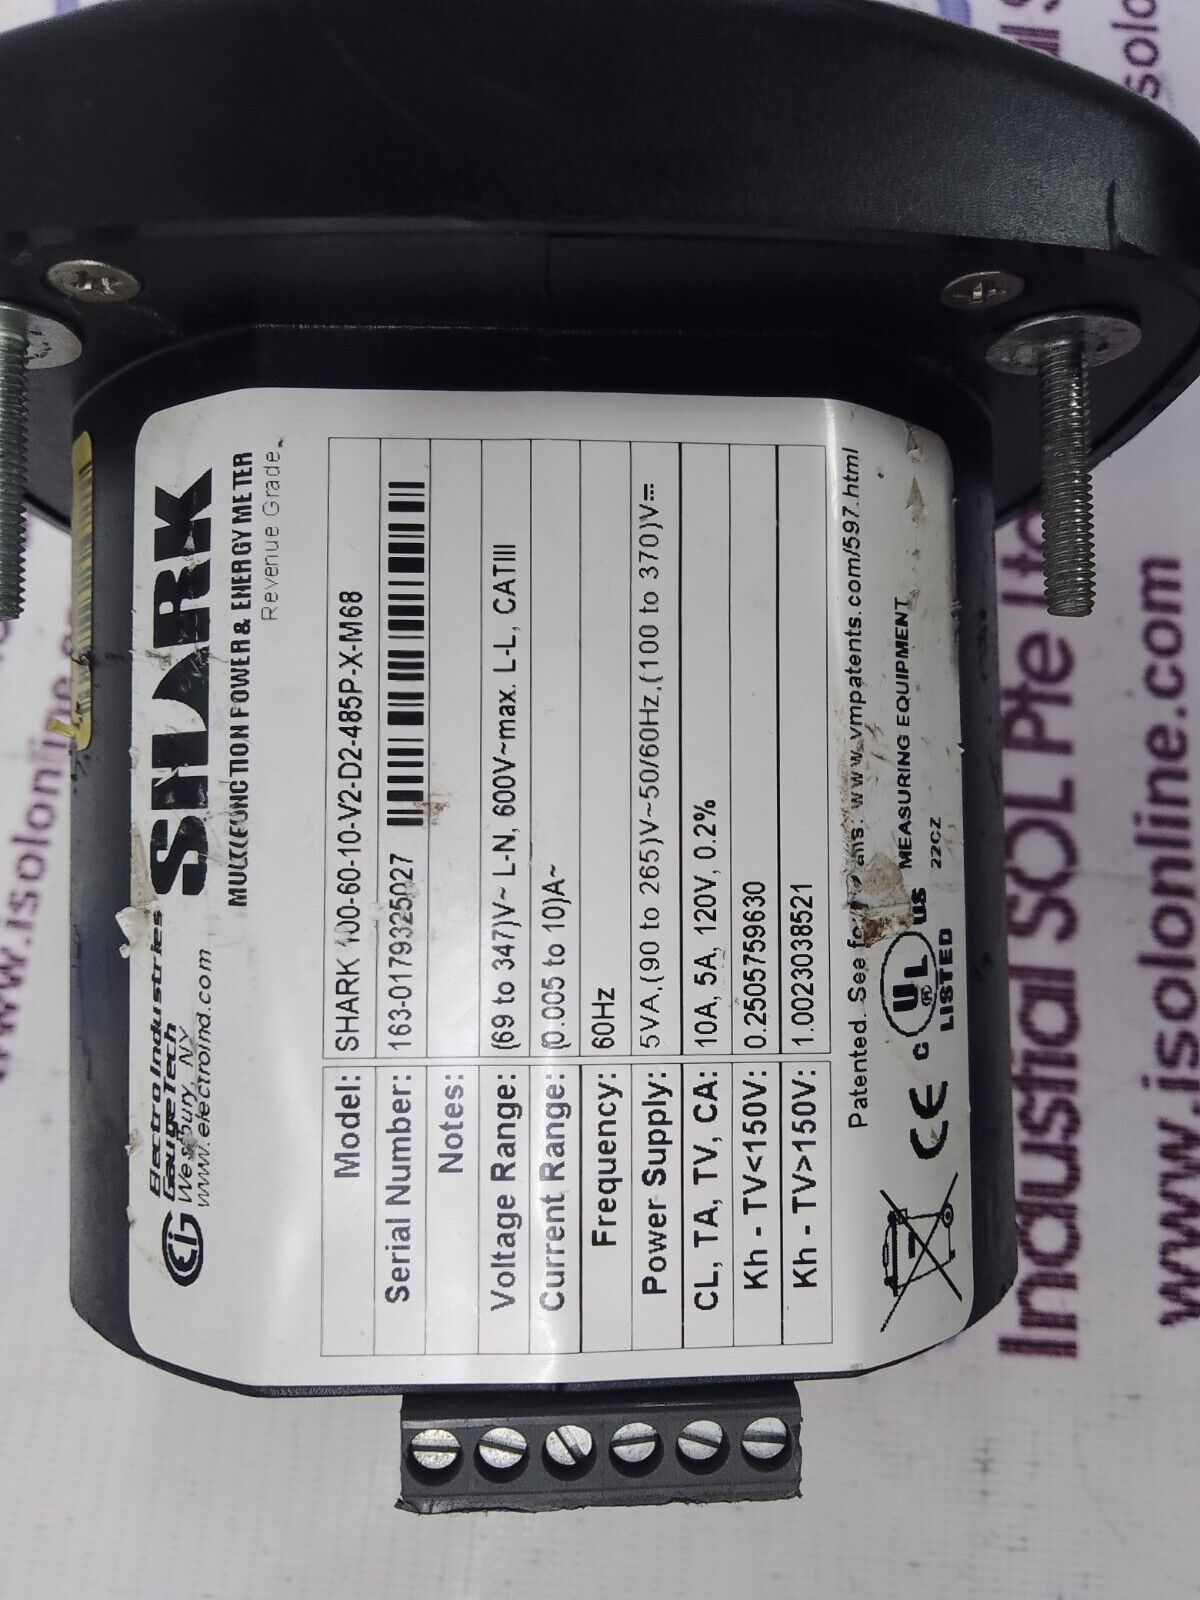 Electro Industries
GaugeTech
Westbury, NY
www.electroind.com
SHARK
MULTIFUNCTION POWER & ENERGY METER
Revenue Grade
Model: SHARK 100-60-10-V2-D2-485P-X-M68
Serial Number: 163-0179325027
Notes:
Voltage Range: (69 to 347)V~ L-N, 600V~max. L-L, CATIII
Current Range: (0.005 to 10)A~
Frequency: 60Hz
Power Supply: 5VA,(90 to 265)V~50/60Hz,(100 to 370)V⎓
CL, TA, TV, CA: 10A, 5A, 120V, 0.2%
Kh - TV<150V: 0.2505759630
Kh - TV>150V: 1.0023038521
Patented. See www.vmpatents.com/597.html
CE
C UL US
LISTED
MEASURING EQUIPMENT
22CZ
Industrial SOL Pte Lt
www.isolonline.com
www.isolonline